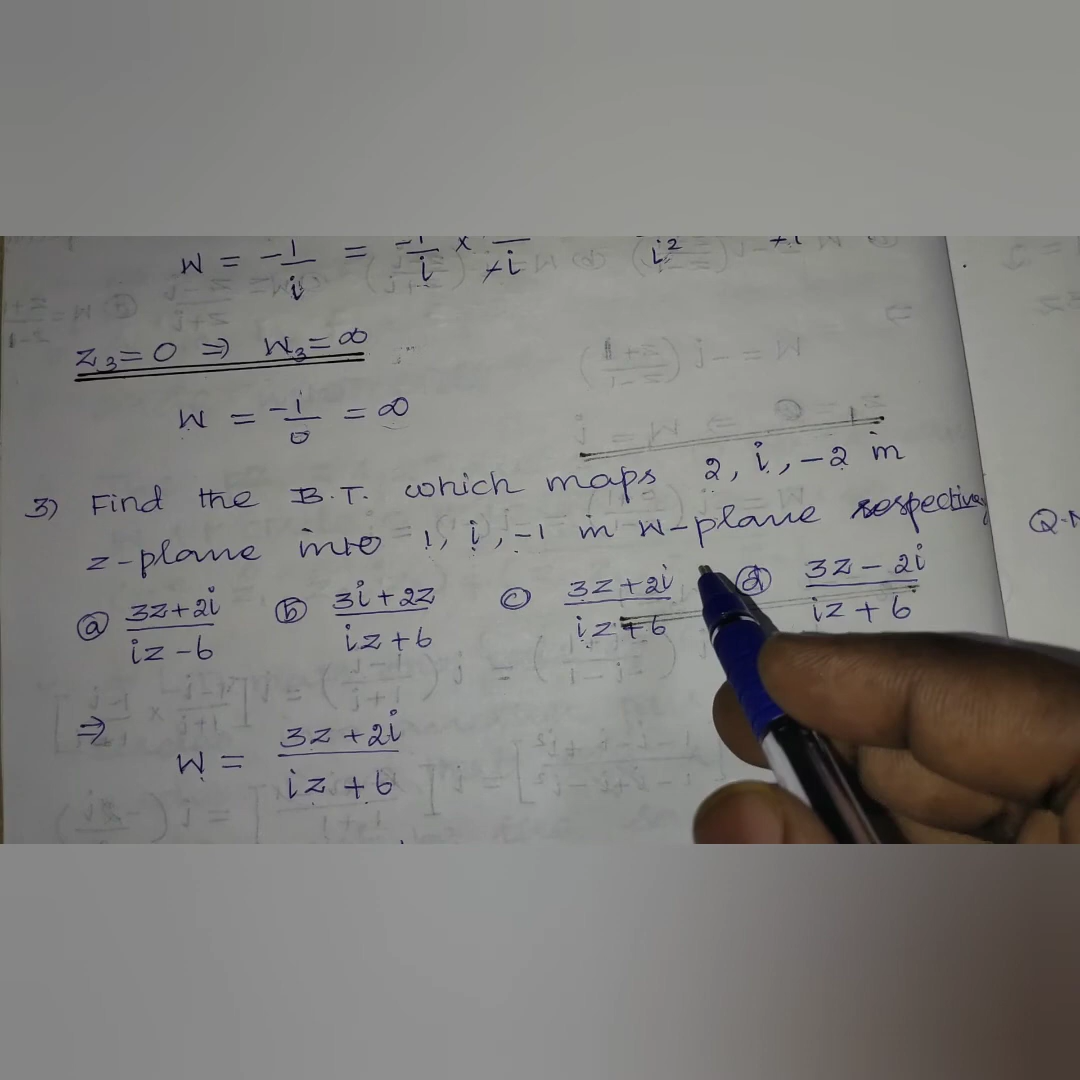 W = -1/i = -1/i × /-i i² +i
z₃=0 ⇒ W₃=∞
W = -1/0 = ∞
3) Find the B.T. which maps 2, i, -2 in
z-plane into 1, i, -1 in W-plane respectively
ⓐ 3z+2i/iz-6 ⓑ 3i+2z/iz+6 ⓒ 3z+2i/iz+6 ⓓ 3z-2i/iz+6
⇒ W = 3z+2i/iz+6
Q.N